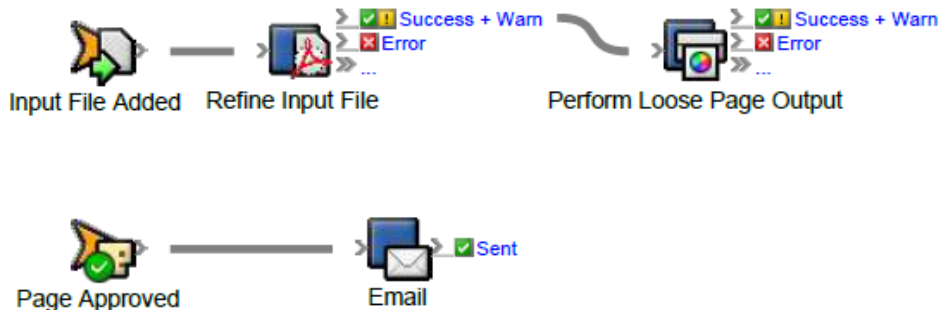 Success + Warn
Error
...
Input File Added
Refine Input File
Success + Warn
Error
...
Perform Loose Page Output
Sent
Page Approved
Email